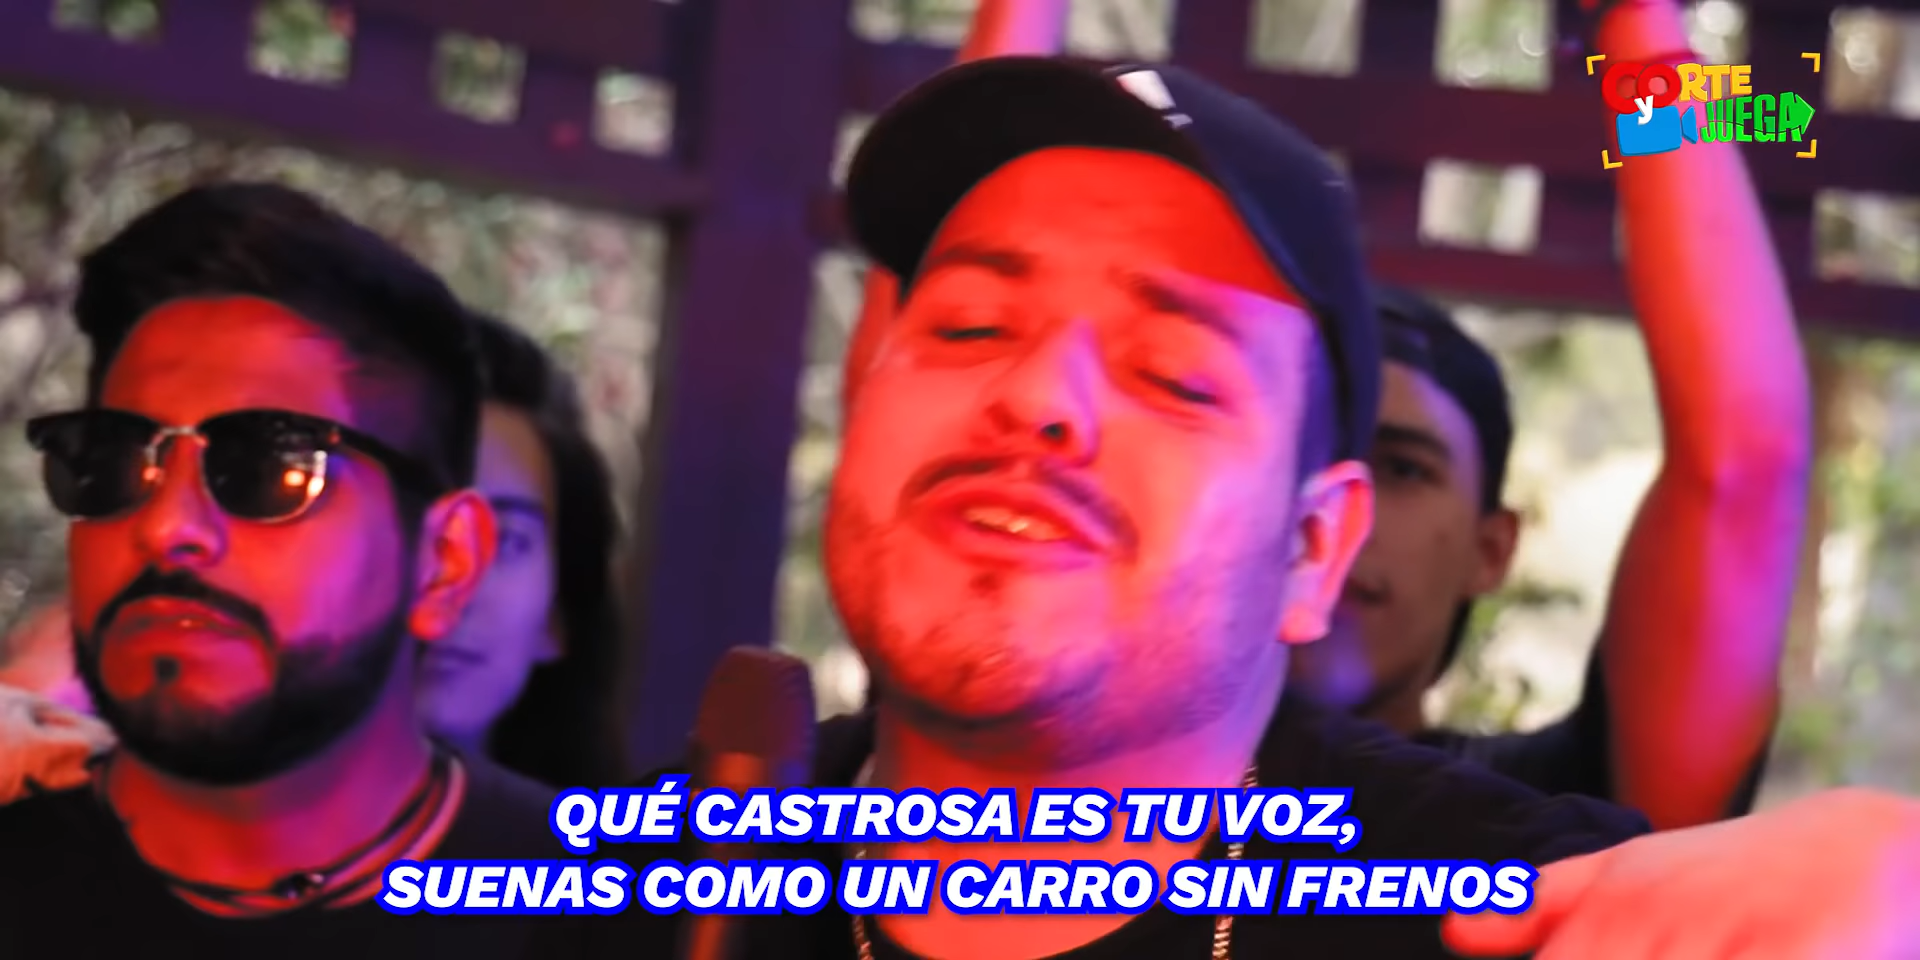 CORTE
y JUEGA
QUÉ CASTROSA ES TU VOZ,
SUENAS COMO UN CARRO SIN FRENOS